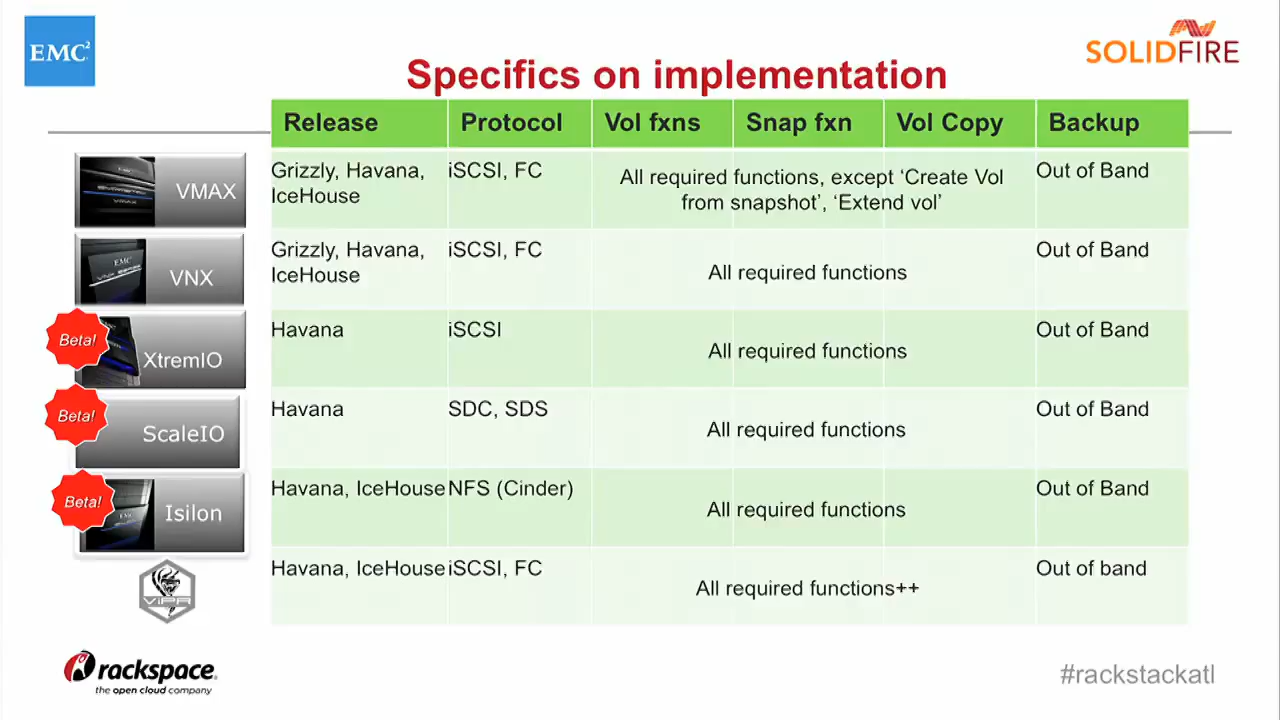 EMC²
SOLIDFIRE
Specifics on implementation
Release Protocol Vol fxns Snap fxn Vol Copy Backup
VMAX
Grizzly, Havana,
IceHouse
iSCSI, FC
All required functions, except ‘Create Vol
from snapshot’, ‘Extend vol’
Out of Band
VNX
Grizzly, Havana,
IceHouse
iSCSI, FC
All required functions
Out of Band
Beta!
XtremIO
Havana
iSCSI
All required functions
Out of Band
Beta!
ScaleIO
Havana
SDC, SDS
All required functions
Out of Band
Beta!
Isilon
Havana, IceHouse
NFS (Cinder)
All required functions
Out of Band
VIPR
Havana, IceHouse
iSCSI, FC
All required functions++
Out of band
rackspace.
the open cloud company
#rackstackatl